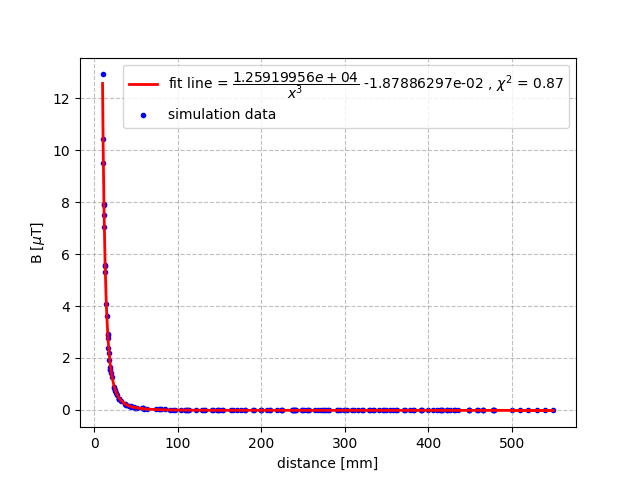 fit line = 1.25919956e + 04 / x³ -1.87886297e-02 , χ² = 0.87
simulation data
12
10
8
6
4
2
0
B [μT]
0 100 200 300 400 500
distance [mm]